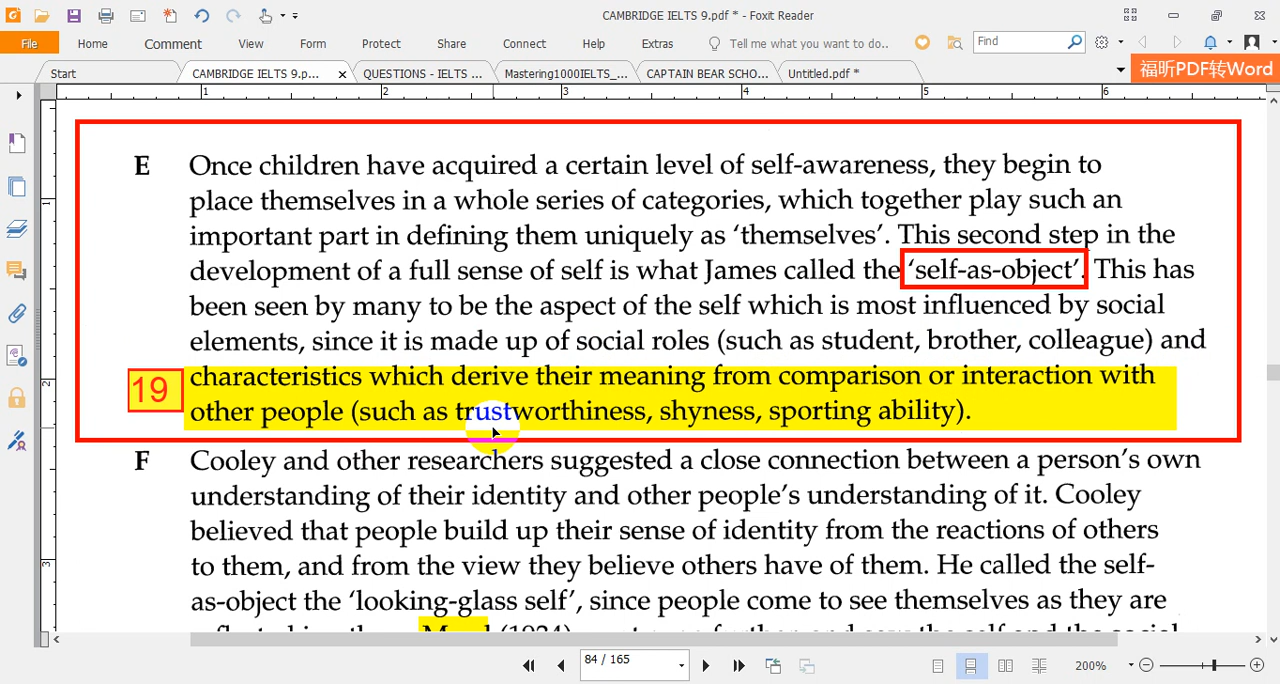 CAMBRIDGE IELTS 9.pdf * - Foxit Reader
File Home Comment View Form Protect Share Connect Help Extras Tell me what you want to do.. Find
Start CAMBRIDGE IELTS 9.p... QUESTIONS - IELTS ... Mastering1000IELTS_... CAPTAIN BEAR SCHO... Untitled.pdf * 福昕PDF转Word
1 2 3 4 5 6
E Once children have acquired a certain level of self-awareness, they begin to
place themselves in a whole series of categories, which together play such an
important part in defining them uniquely as ‘themselves’. This second step in the
development of a full sense of self is what James called the ‘self-as-object’. This has
been seen by many to be the aspect of the self which is most influenced by social
elements, since it is made up of social roles (such as student, brother, colleague) and
19 characteristics which derive their meaning from comparison or interaction with
other people (such as trustworthiness, shyness, sporting ability).
F Cooley and other researchers suggested a close connection between a person’s own
understanding of their identity and other people’s understanding of it. Cooley
believed that people build up their sense of identity from the reactions of others
to them, and from the view they believe others have of them. He called the self-
as-object the ‘looking-glass self’, since people come to see themselves as they are
84 / 165 200%